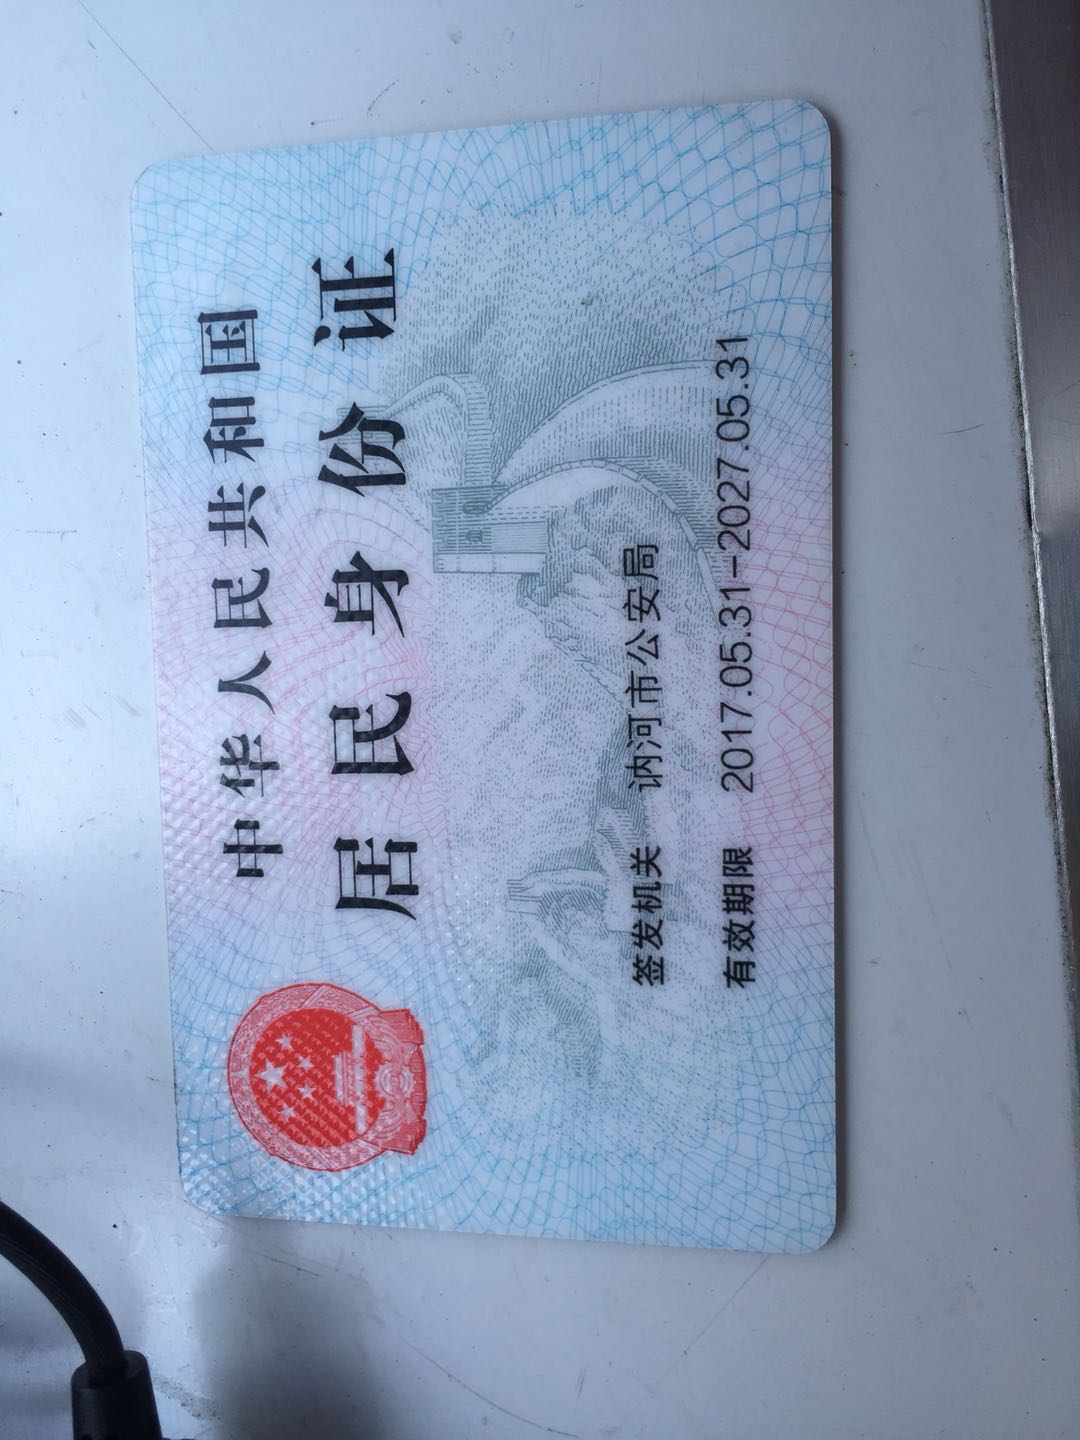 中华人民共和国
居民身份证
签发机关 讷河市公安局
有效期限 2017.05.31-2027.05.31